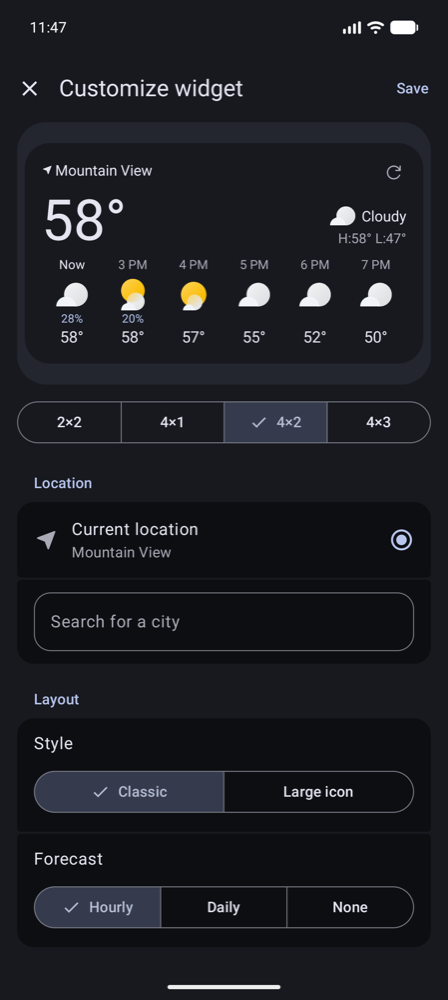 11:47
Customize widget
Save
Mountain View
58°
Cloudy
H:58° L:47°
Now 3 PM 4 PM 5 PM 6 PM 7 PM
28% 20%
58° 58° 57° 55° 52° 50°
2×2 4×1 4×2 4×3
Location
Current location
Mountain View
Search for a city
Layout
Style
Classic Large icon
Forecast
Hourly Daily None